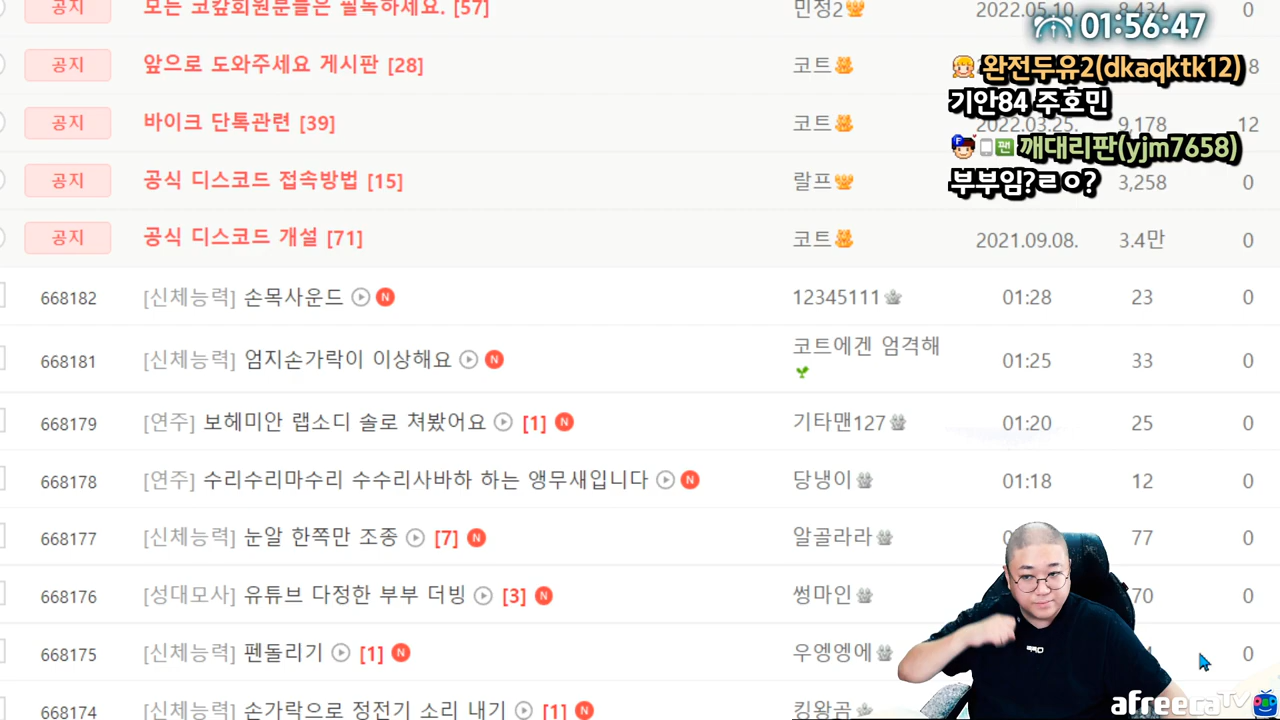 공지 모든 코갚회원분들은 필독하세요. [57] 민정2 2022.05.10. 8,434 0
01:56:47
공지 앞으로 도와주세요 게시판 [28] 코트 8
완전두유2(dkaqktk12)
기안84 주호민
공지 바이크 단톡관련 [39] 코트 2022.03.25. 9,178 12
팬 깨대리판(yjm7658)
부부임?ㄹㅇ?
공지 공식 디스코드 접속방법 [15] 랄프 3,258 0
공지 공식 디스코드 개설 [71] 코트 2021.09.08. 3.4만 0
668182 [신체능력] 손목사운드 N 12345111 01:28 23 0
668181 [신체능력] 엄지손가락이 이상해요 N 코트에겐 엄격해 01:25 33 0
668179 [연주] 보헤미안 랩소디 솔로 쳐봤어요 [1] N 기타맨127 01:20 25 0
668178 [연주] 수리수리마수리 수수리사바하 하는 앵무새입니다 N 당냉이 01:18 12 0
668177 [신체능력] 눈알 한쪽만 조종 [7] N 알골라라 77 0
668176 [성대모사] 유튜브 다정한 부부 더빙 [3] N 썽마인 70 0
668175 [신체능력] 펜돌리기 [1] N 우엥엥에 0
668174 [신체능력] 손가락으로 정전기 소리 내기 [1] N 킹왕곰
afreecaTV